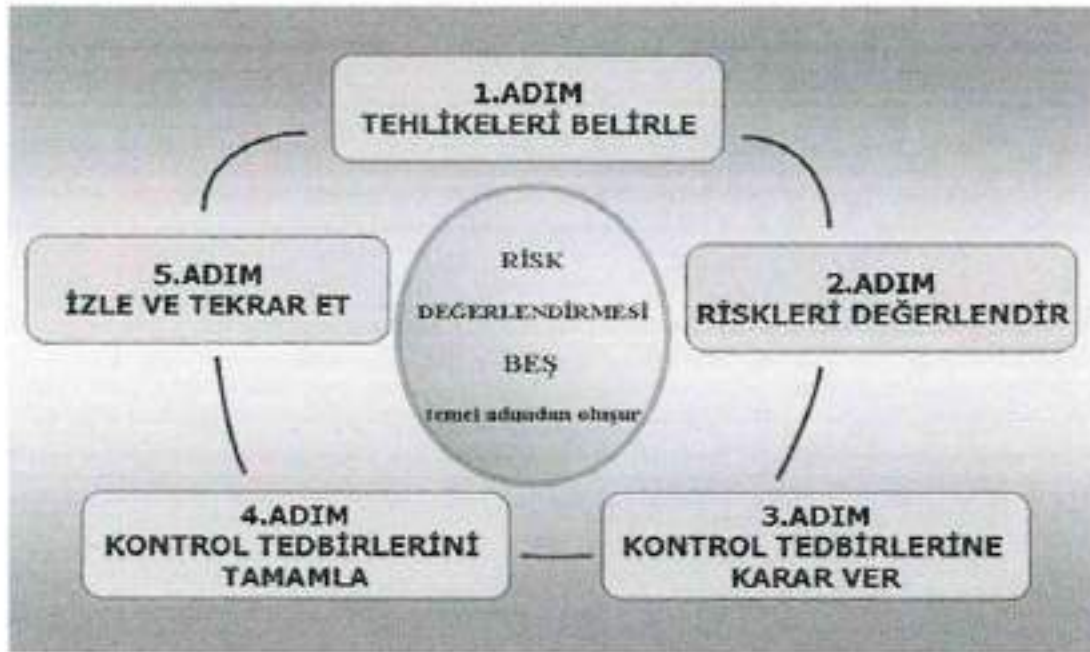 1.ADIM
TEHLİKELERİ BELİRLE
5.ADIM
İZLE VE TEKRAR ET
RİSK
DEĞERLENDİRMESİ
BEŞ
temel adımdan oluşur.
2.ADIM
RİSKLERİ DEĞERLENDİR
4.ADIM
KONTROL TEDBİRLERİNİ
TAMAMLA
3.ADIM
KONTROL TEDBİRLERİNE
KARAR VER